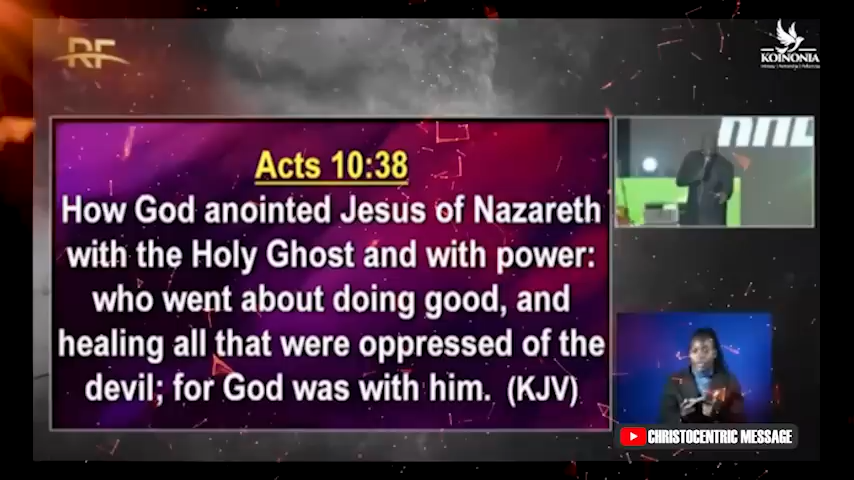 RF
KOINONIA
Acts 10:38
How God anointed Jesus of Nazareth
with the Holy Ghost and with power:
who went about doing good, and
healing all that were oppressed of the
devil; for God was with him. (KJV)
CHRISTOCENTRIC MESSAGE